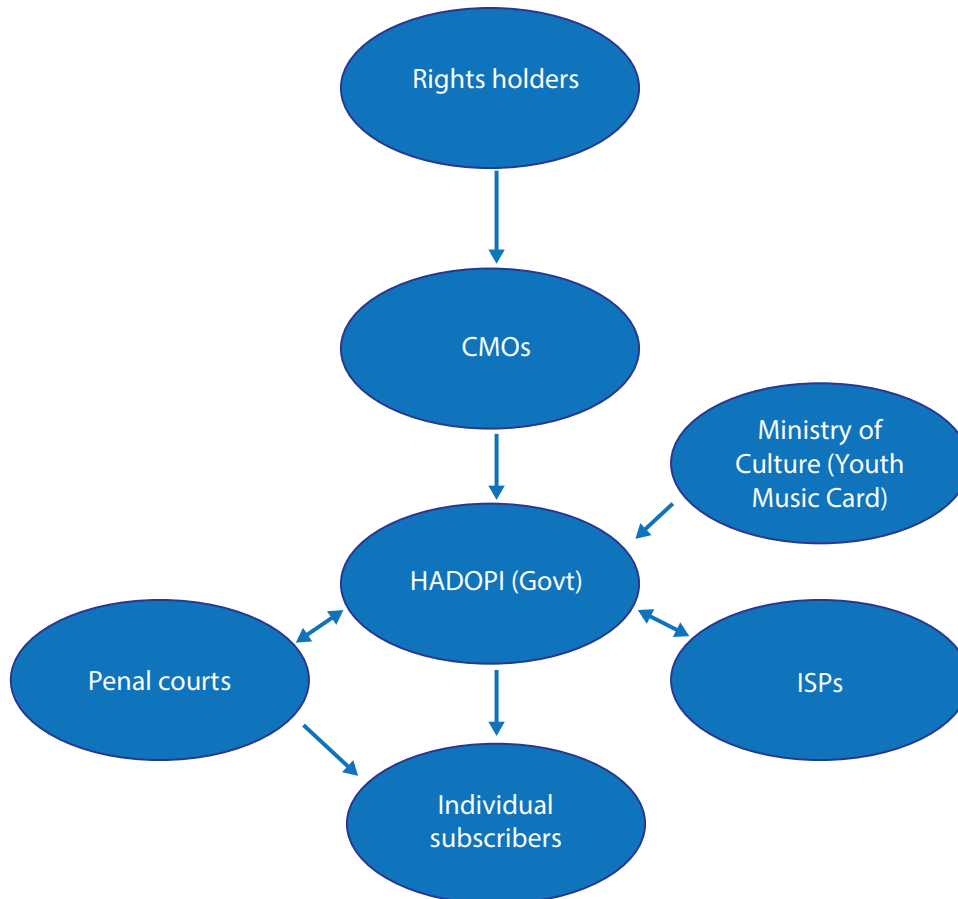 Rights holders
CMOs
Ministry of
Culture (Youth
Music Card)
HADOPI (Govt)
Penal courts
ISPs
Individual
subscribers